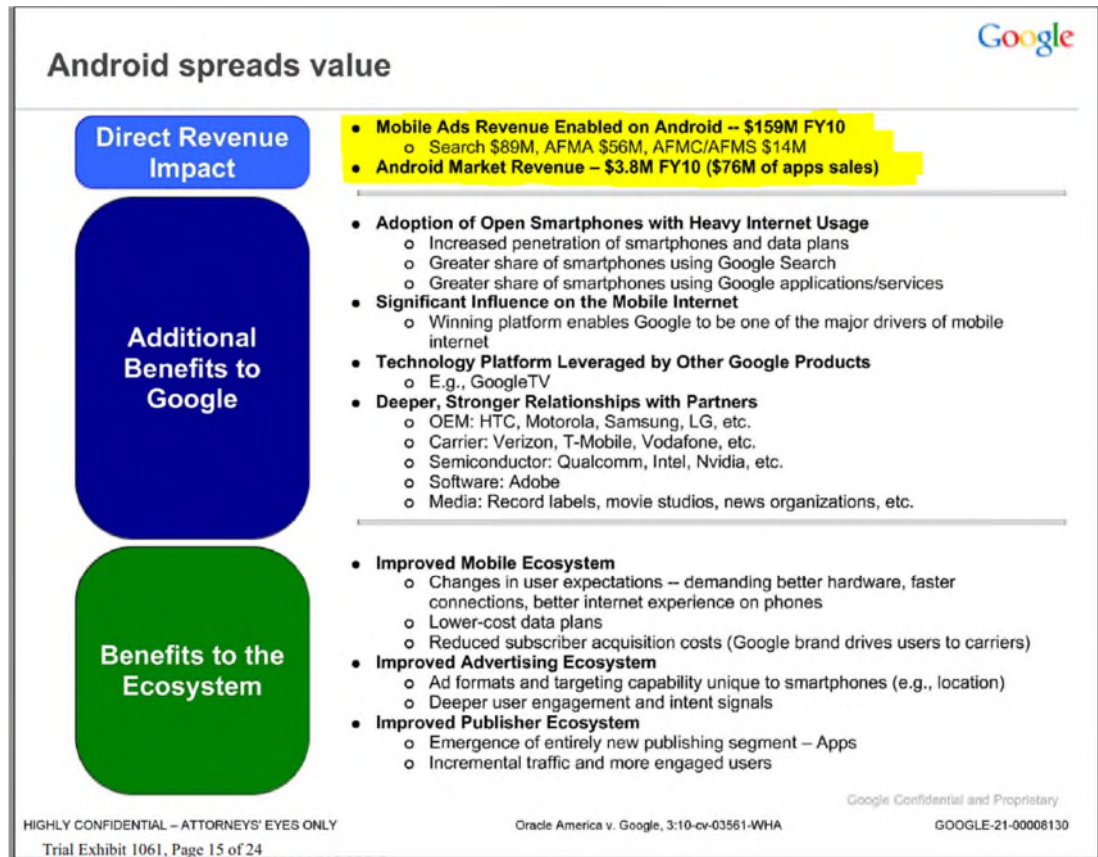 Google
Android spreads value
Direct Revenue
Impact
● Mobile Ads Revenue Enabled on Android -- $159M FY10
o Search $89M, AFMA $56M, AFMC/AFMS $14M
● Android Market Revenue – $3.8M FY10 ($76M of apps sales)
Additional
Benefits to
Google
● Adoption of Open Smartphones with Heavy Internet Usage
o Increased penetration of smartphones and data plans
o Greater share of smartphones using Google Search
o Greater share of smartphones using Google applications/services
● Significant Influence on the Mobile Internet
o Winning platform enables Google to be one of the major drivers of mobile
internet
● Technology Platform Leveraged by Other Google Products
o E.g., GoogleTV
● Deeper, Stronger Relationships with Partners
o OEM: HTC, Motorola, Samsung, LG, etc.
o Carrier: Verizon, T-Mobile, Vodafone, etc.
o Semiconductor: Qualcomm, Intel, Nvidia, etc.
o Software: Adobe
o Media: Record labels, movie studios, news organizations, etc.
Benefits to the
Ecosystem
● Improved Mobile Ecosystem
o Changes in user expectations -- demanding better hardware, faster
connections, better internet experience on phones
o Lower-cost data plans
o Reduced subscriber acquisition costs (Google brand drives users to carriers)
● Improved Advertising Ecosystem
o Ad formats and targeting capability unique to smartphones (e.g., location)
o Deeper user engagement and intent signals
● Improved Publisher Ecosystem
o Emergence of entirely new publishing segment – Apps
o Incremental traffic and more engaged users
Google Confidential and Proprietary
HIGHLY CONFIDENTIAL – ATTORNEYS' EYES ONLY
Oracle America v. Google, 3:10-cv-03561-WHA
GOOGLE-21-00008130
Trial Exhibit 1061, Page 15 of 24